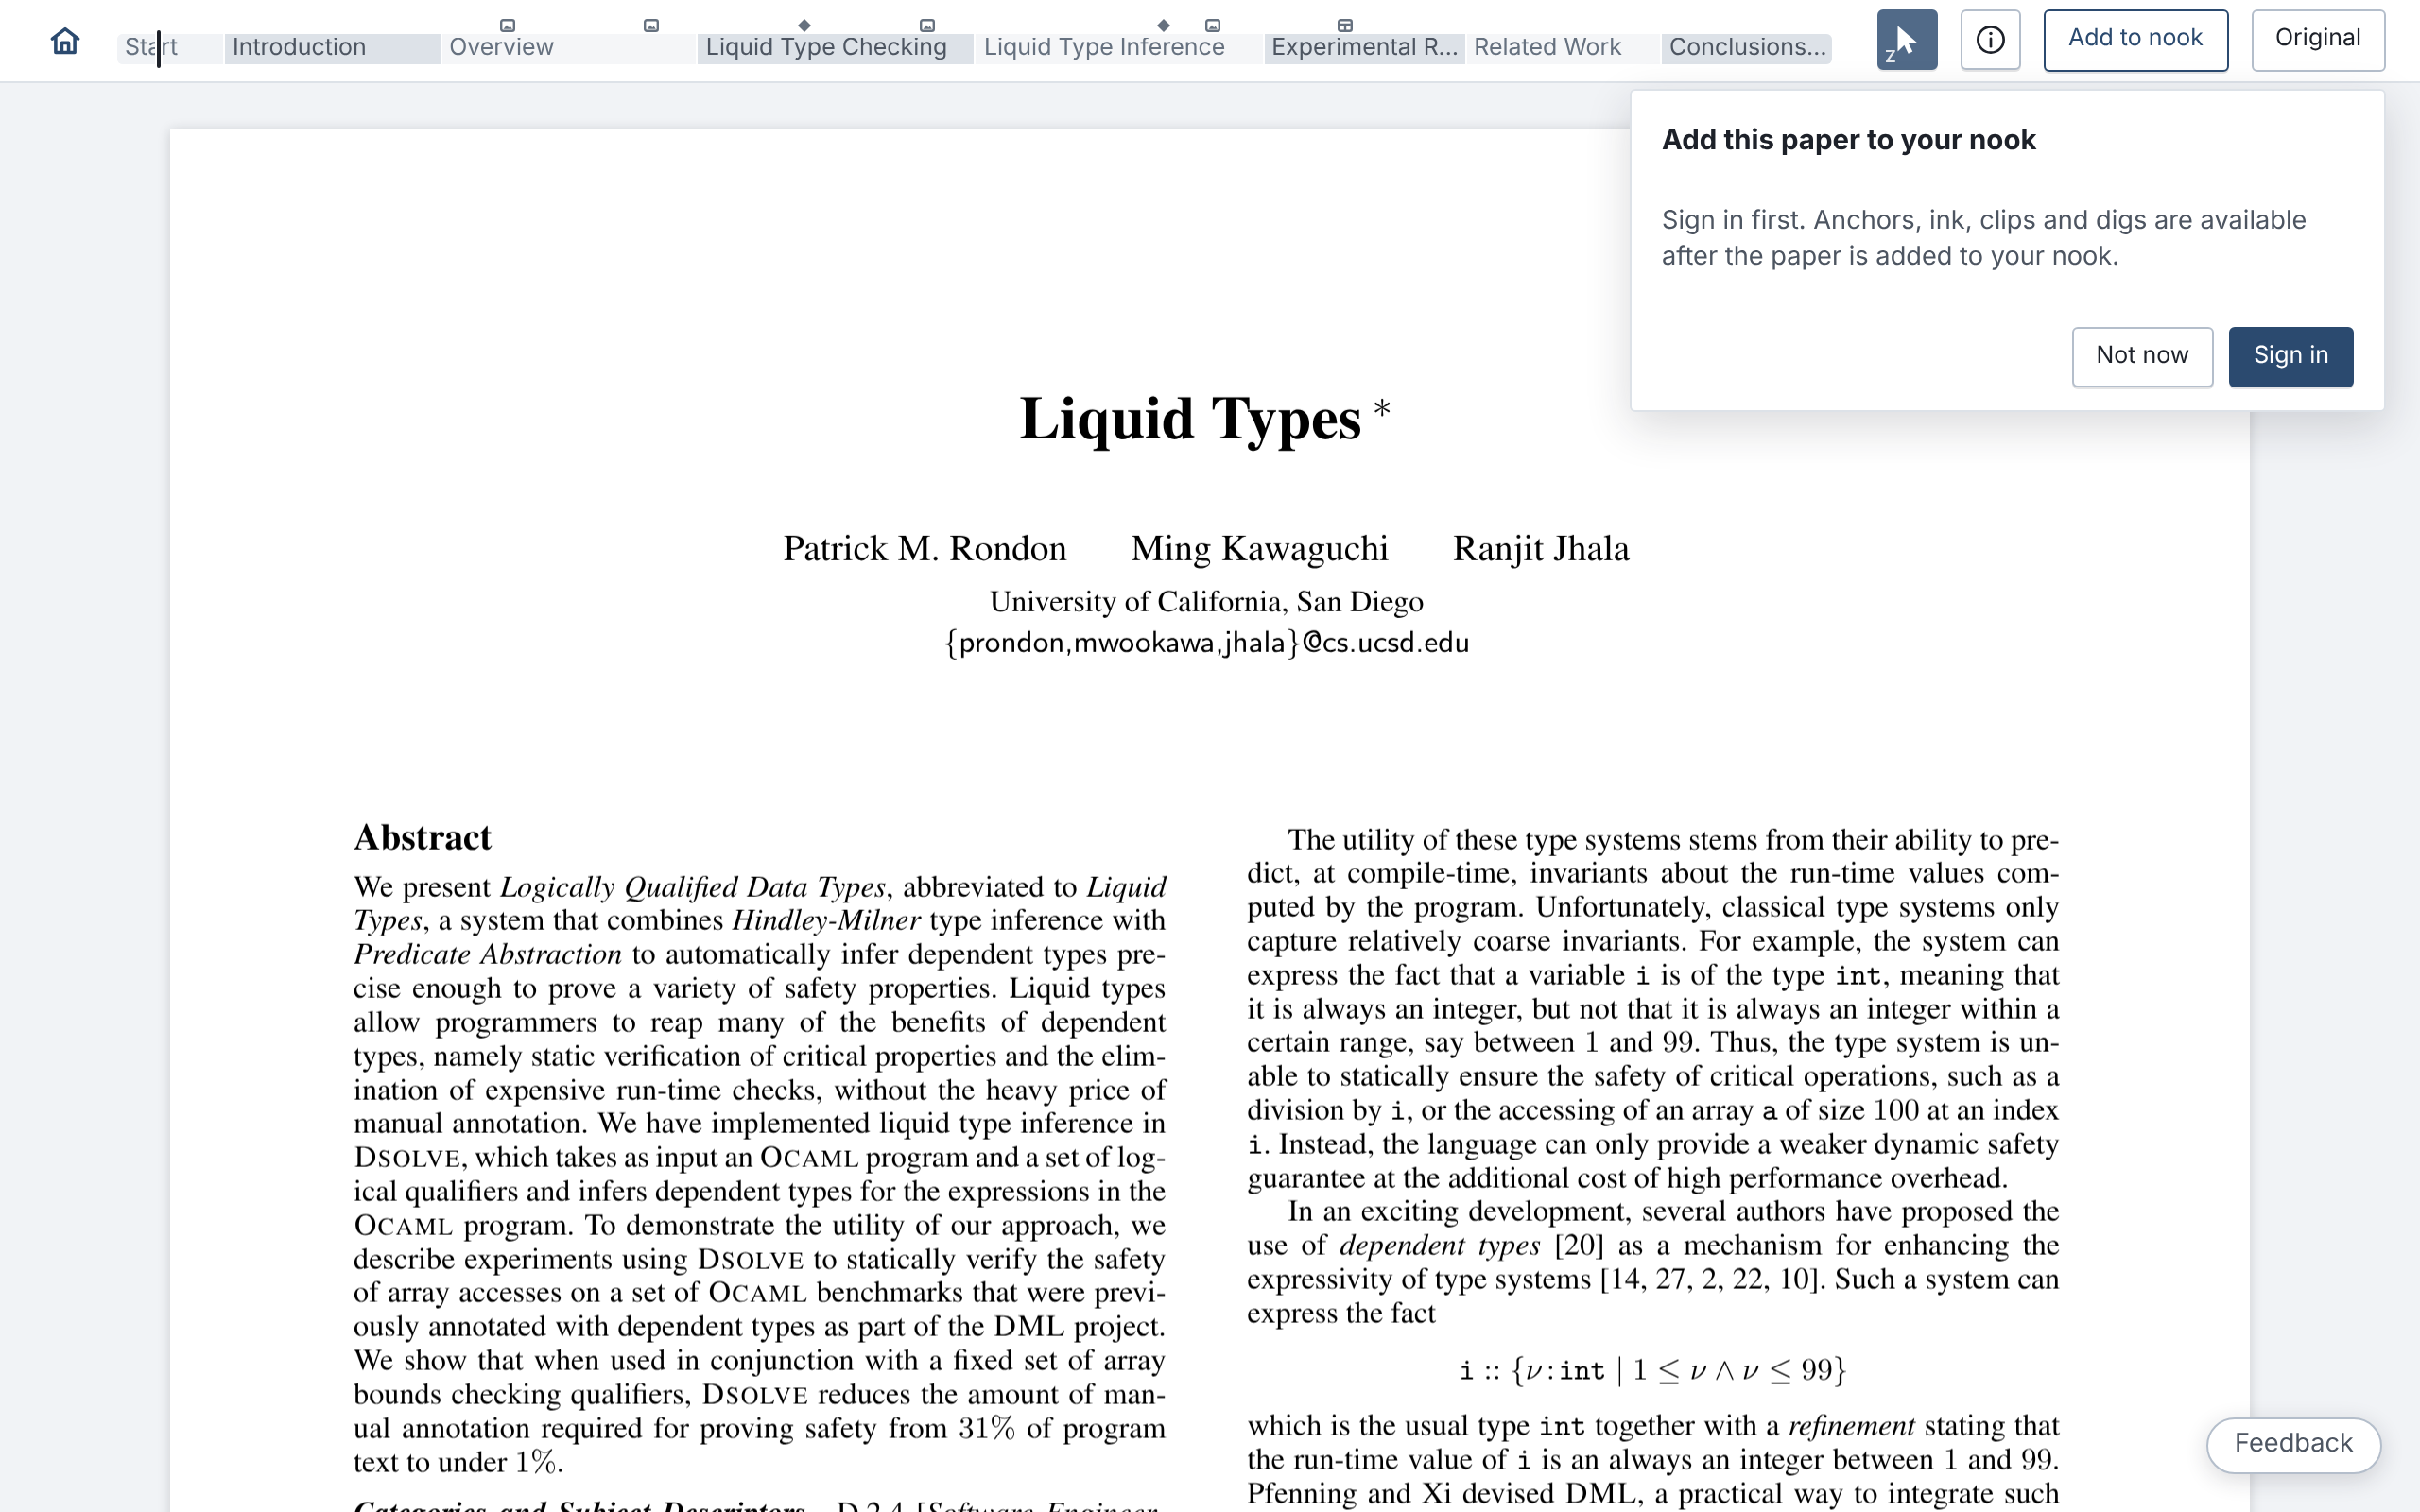 Start
Introduction
Overview
Liquid Type Checking
Liquid Type Inference
Experimental R...
Related Work
Conclusions...
Z
Add to nook
Original
Add this paper to your nook
Sign in first. Anchors, ink, clips and digs are available
after the paper is added to your nook.
Not now
Sign in
Liquid Types *
Patrick M. Rondon Ming Kawaguchi Ranjit Jhala
University of California, San Diego
{prondon,mwookawa,jhala}@cs.ucsd.edu
Abstract
We present Logically Qualified Data Types, abbreviated to Liquid
Types, a system that combines Hindley-Milner type inference with
Predicate Abstraction to automatically infer dependent types pre-
cise enough to prove a variety of safety properties. Liquid types
allow programmers to reap many of the benefits of dependent
types, namely static verification of critical properties and the elim-
ination of expensive run-time checks, without the heavy price of
manual annotation. We have implemented liquid type inference in
DSOLVE, which takes as input an OCAML program and a set of log-
ical qualifiers and infers dependent types for the expressions in the
OCAML program. To demonstrate the utility of our approach, we
describe experiments using DSOLVE to statically verify the safety
of array accesses on a set of OCAML benchmarks that were previ-
ously annotated with dependent types as part of the DML project.
We show that when used in conjunction with a fixed set of array
bounds checking qualifiers, DSOLVE reduces the amount of man-
ual annotation required for proving safety from 31% of program
text to under 1%.
Categories and Subject Descriptors D.2.4 [Software Engineer-
The utility of these type systems stems from their ability to pre-
dict, at compile-time, invariants about the run-time values com-
puted by the program. Unfortunately, classical type systems only
capture relatively coarse invariants. For example, the system can
express the fact that a variable i is of the type int, meaning that
it is always an integer, but not that it is always an integer within a
certain range, say between 1 and 99. Thus, the type system is un-
able to statically ensure the safety of critical operations, such as a
division by i, or the accessing of an array a of size 100 at an index
i. Instead, the language can only provide a weaker dynamic safety
guarantee at the additional cost of high performance overhead.
In an exciting development, several authors have proposed the
use of dependent types [20] as a mechanism for enhancing the
expressivity of type systems [14, 27, 2, 22, 10]. Such a system can
express the fact
i :: {ν:int | 1 ≤ ν ∧ ν ≤ 99}
which is the usual type int together with a refinement stating that
the run-time value of i is an always an integer between 1 and 99.
Pfenning and Xi devised DML, a practical way to integrate such
Feedback